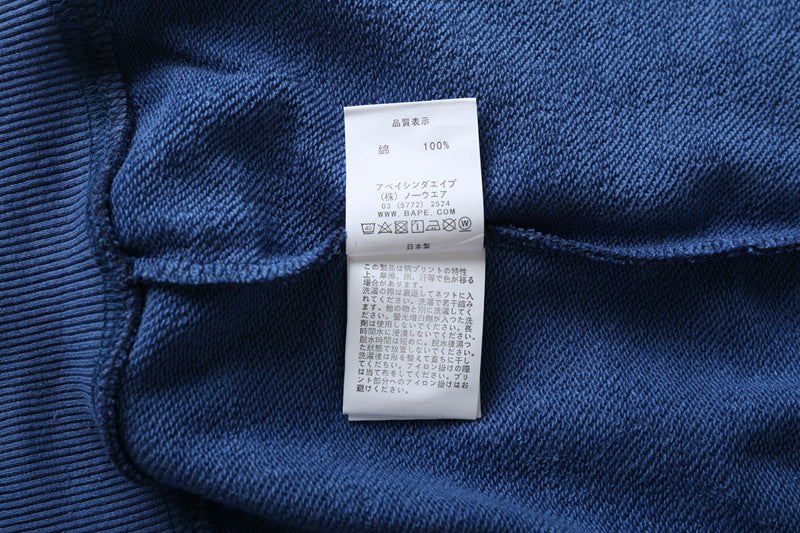 品質表示
綿 100%
アベイシングエイプ
(株) ノーウエア
03 (5772) 2524
WWW.BAPE.COM
40 1 W
日本製
この製品は柄プリントの特性
上、摩擦、雨、汗等で色が移る
場合があります。
洗濯の際は裏返してネットに入
れてください。洗濯で若干縮み
ます。他の物と別に洗濯してく
ださい。蛍光増白剤が入った洗
剤は使用しないでください。長
時間水に浸漬しないでください。
脱水時間は短めに。脱水後湿っ
た状態で放置しないでください。
洗濯後は形を整えて直ちに干し
てください。アイロン掛けの際
は当て布をしてください。プリ
ント部分へのアイロン掛けはお
避けください。